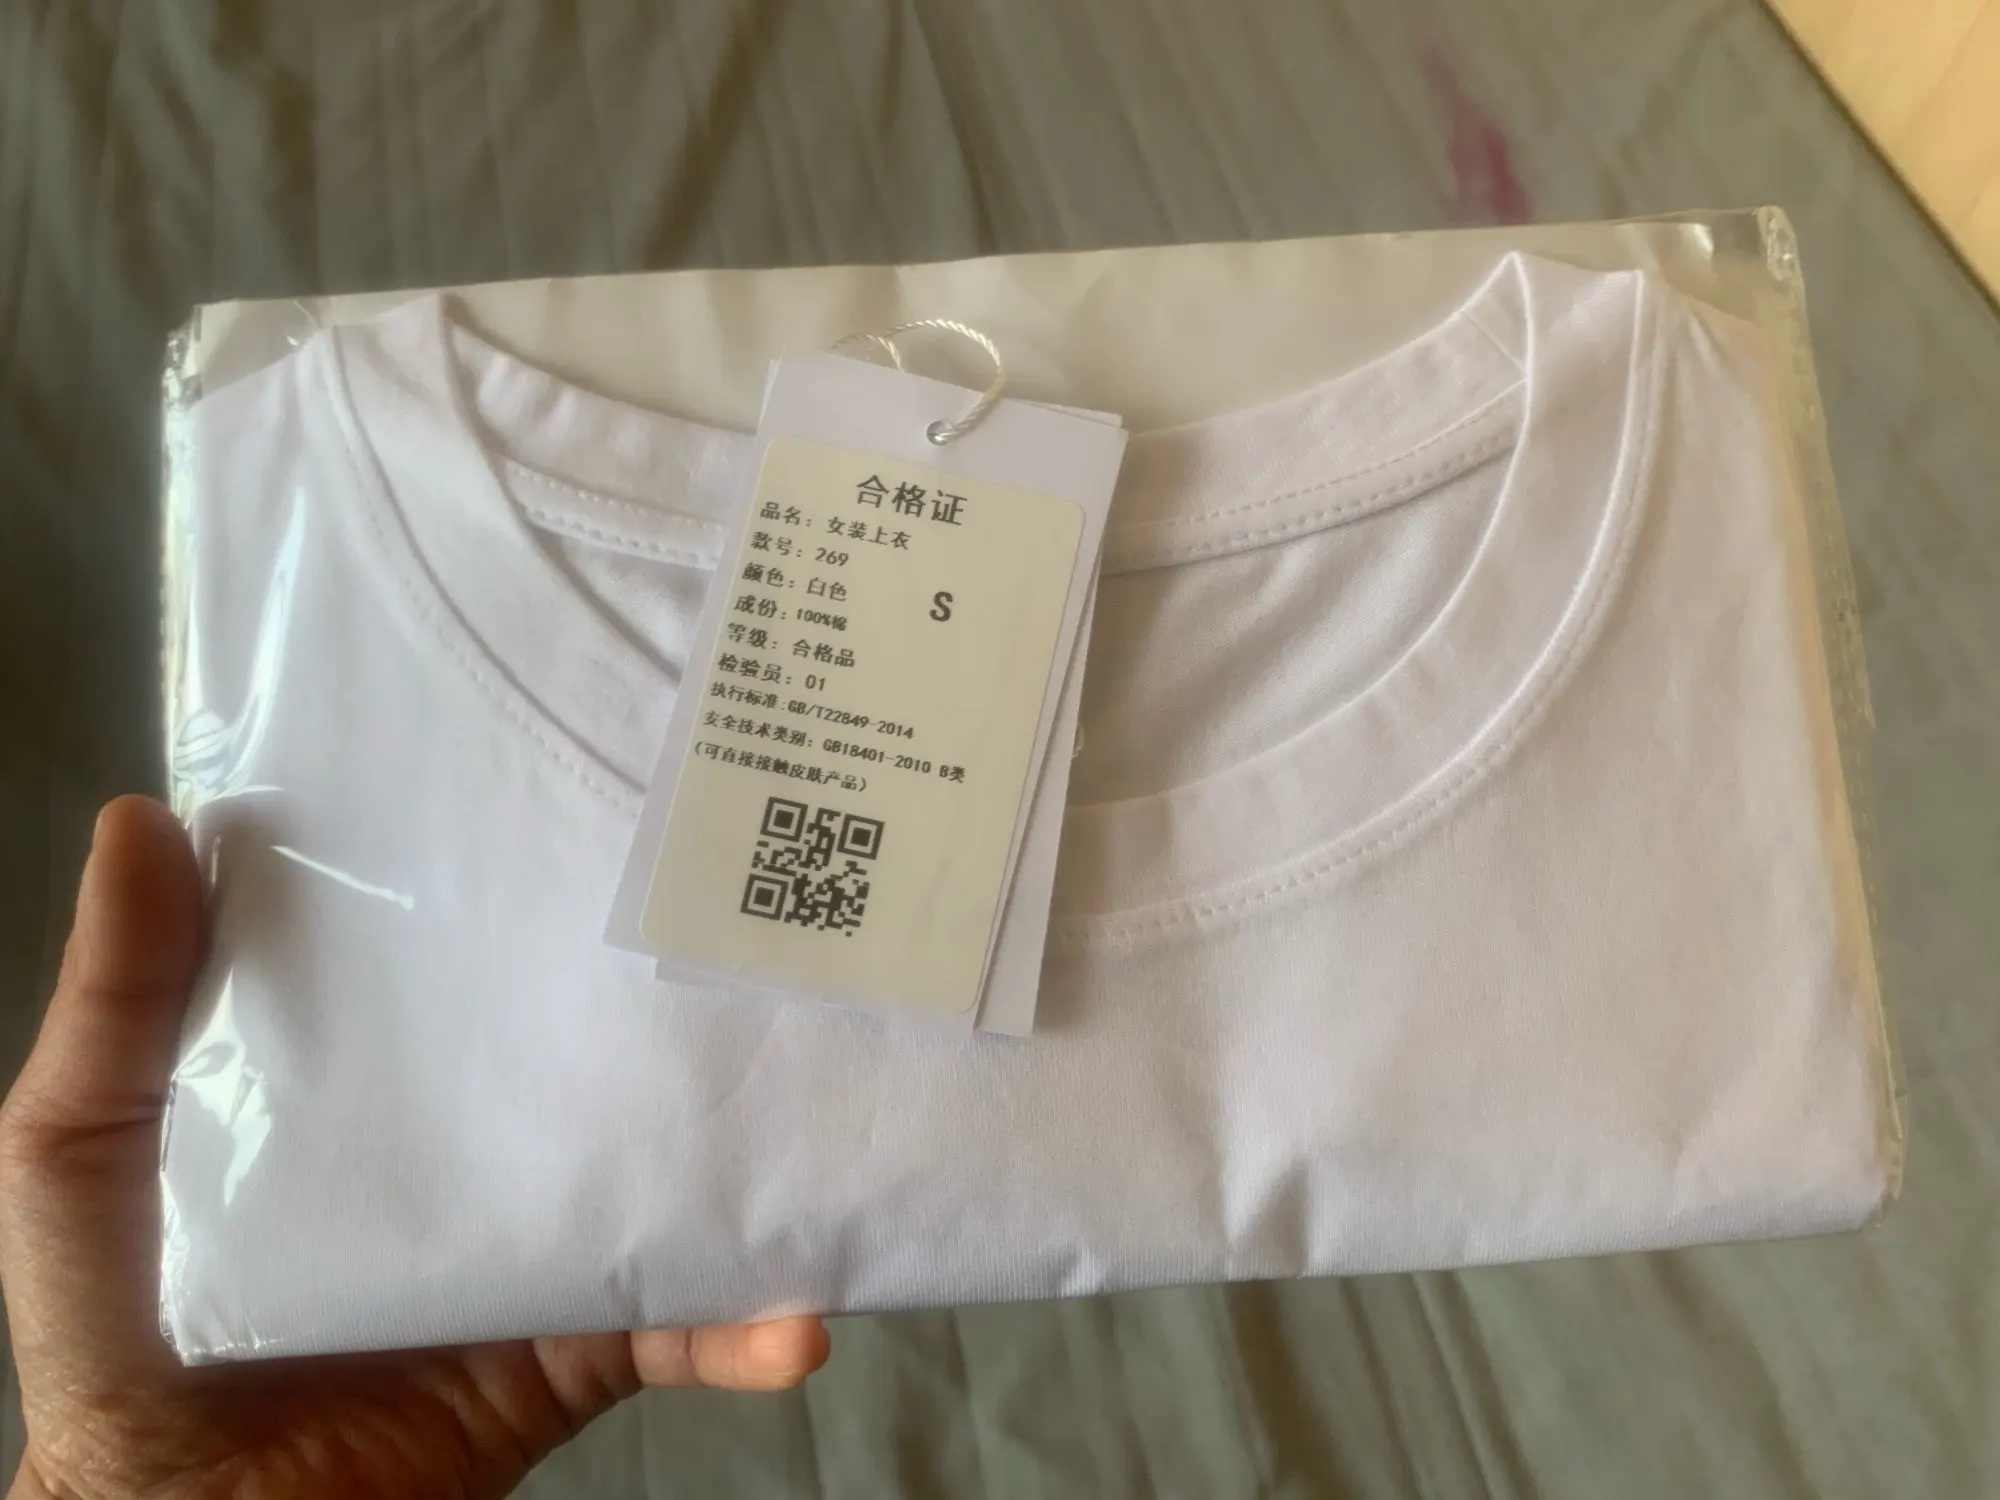 合格证
品名：女装上衣
款号：269
颜色：白色
S
成份：100%棉
等级：合格品
检验员：01
执行标准:GB/T22849-2014
安全技术类别：GB18401-2010 B类
(可直接接触皮肤产品)